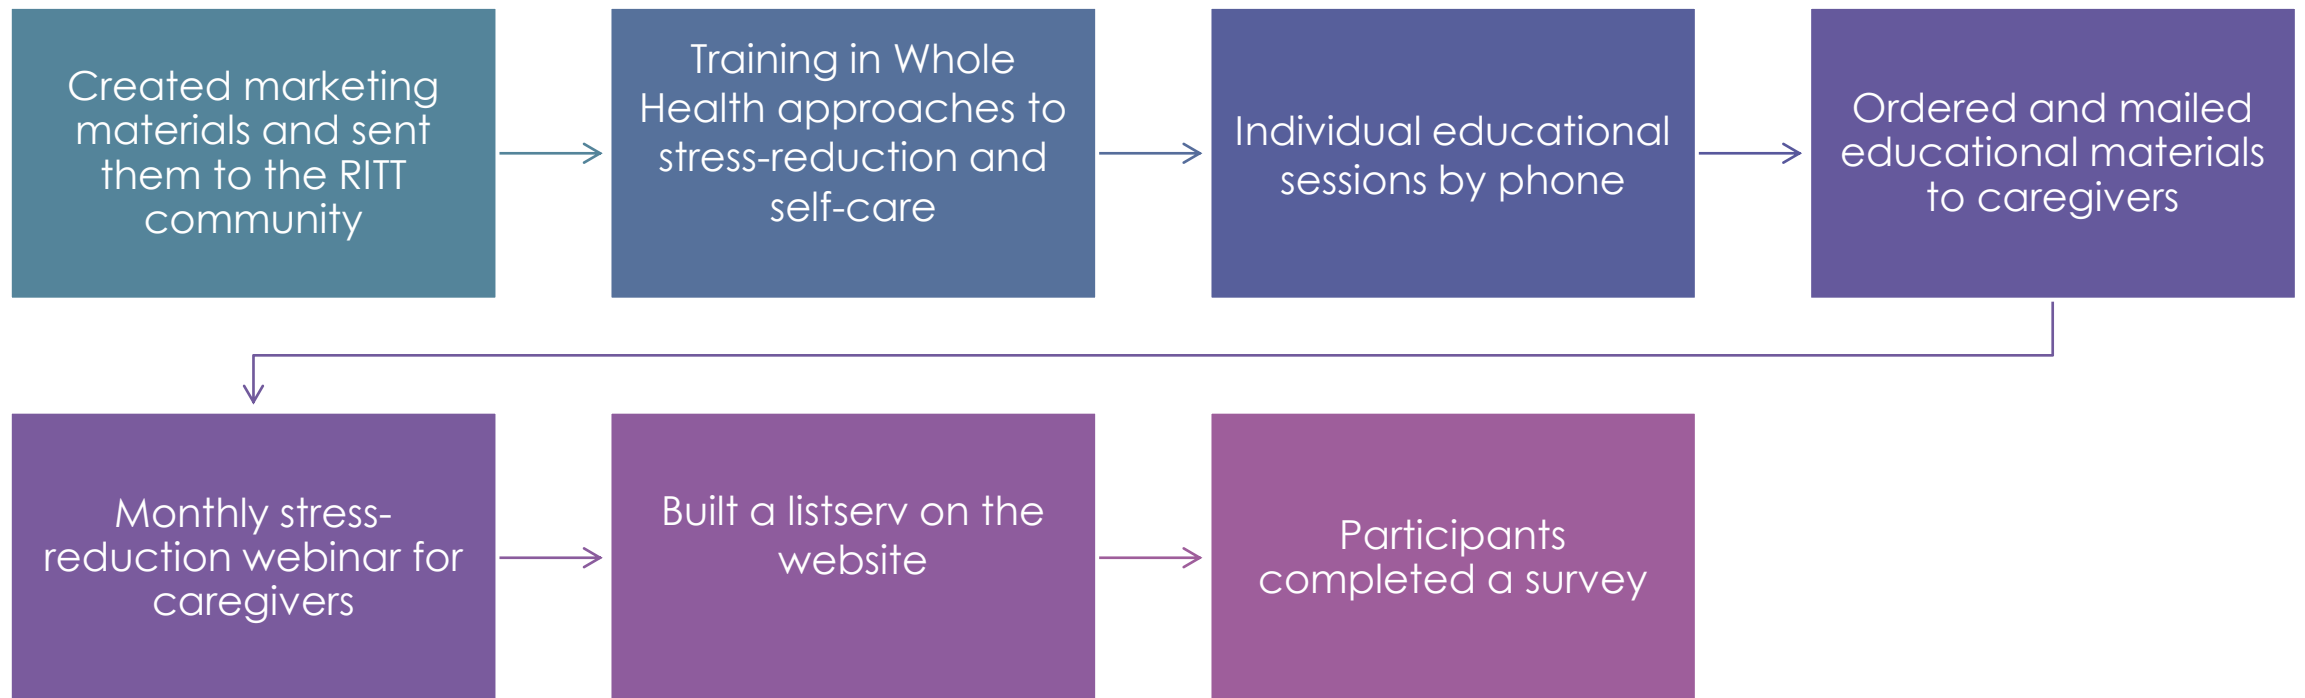 Created marketing
materials and sent
them to the RITT
community
Training in Whole
Health approaches to
stress-reduction and
self-care
Individual educational
sessions by phone
Ordered and mailed
educational materials
to caregivers
Monthly stress-
reduction webinar for
caregivers
Built a listserv on the
website
Participants
completed a survey